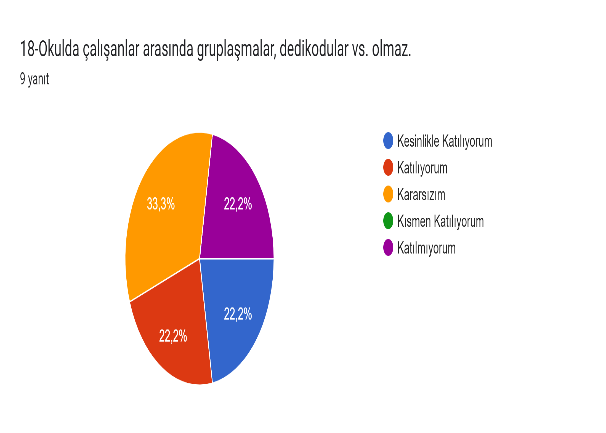 18-Okulda çalışanlar arasında gruplaşmalar, dedikodular vs. olmaz.
9 yanıt
Kesinlikle Katılıyorum
Katılıyorum
Kararsızım
Kısmen Katılıyorum
Katılmıyorum
33,3%
22,2%
22,2%
22,2%